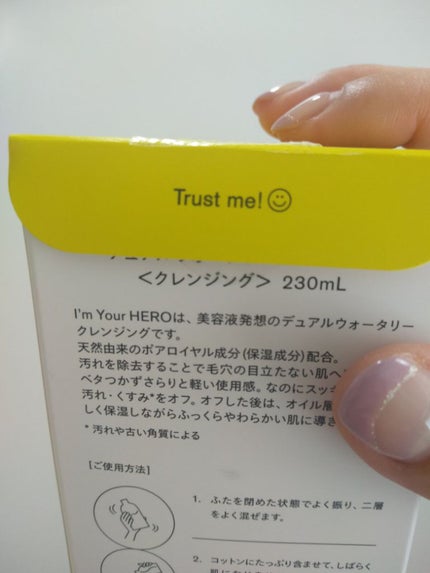 Trust me!
<クレンジング> 230mL
I'm Your HEROは、美容液発想のデュアルウォータリー
クレンジングです。
天然由来のポアロイヤル成分(保湿成分)配合。
汚れを除去することで毛穴の目立たない肌へ
ベタつかずさらりと軽い使用感。なのにスッキ
汚れ・くすみ*をオフ。オフした後は、オイル層
しく保湿しながらふっくらやわらかい肌に導き
* 汚れや古い角質による
[ご使用方法]
1. ふたを閉めた状態でよく振り、二層
をよく混ぜます。
2. コットンにたっぷり含ませて、しばらく